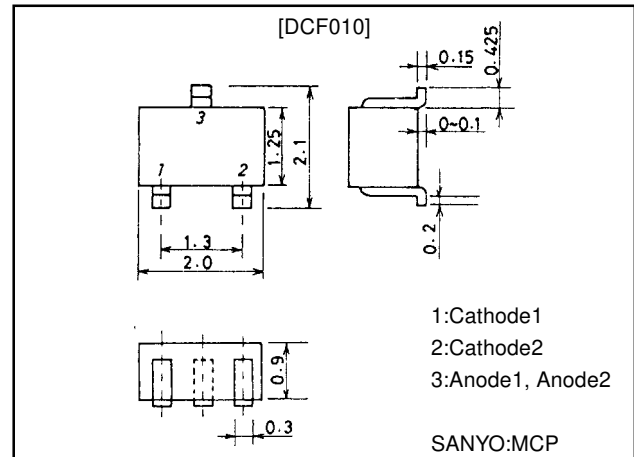 [DCF010]
0.15
0.425
3
1.25
2.1
0~0.1
1 2
0.2
1.3
2.0
1:Cathode1
2:Cathode2
3:Anode1, Anode2
0.9
0.3
SANYO:MCP